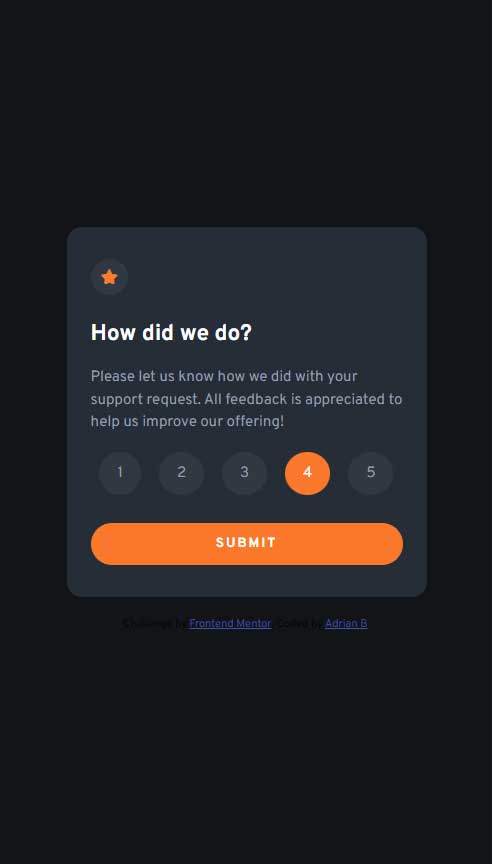 How did we do?
Please let us know how we did with your
support request. All feedback is appreciated to
help us improve our offering!
1 2 3 4 5
SUBMIT
Challenge by Frontend Mentor. Coded by Adrian B